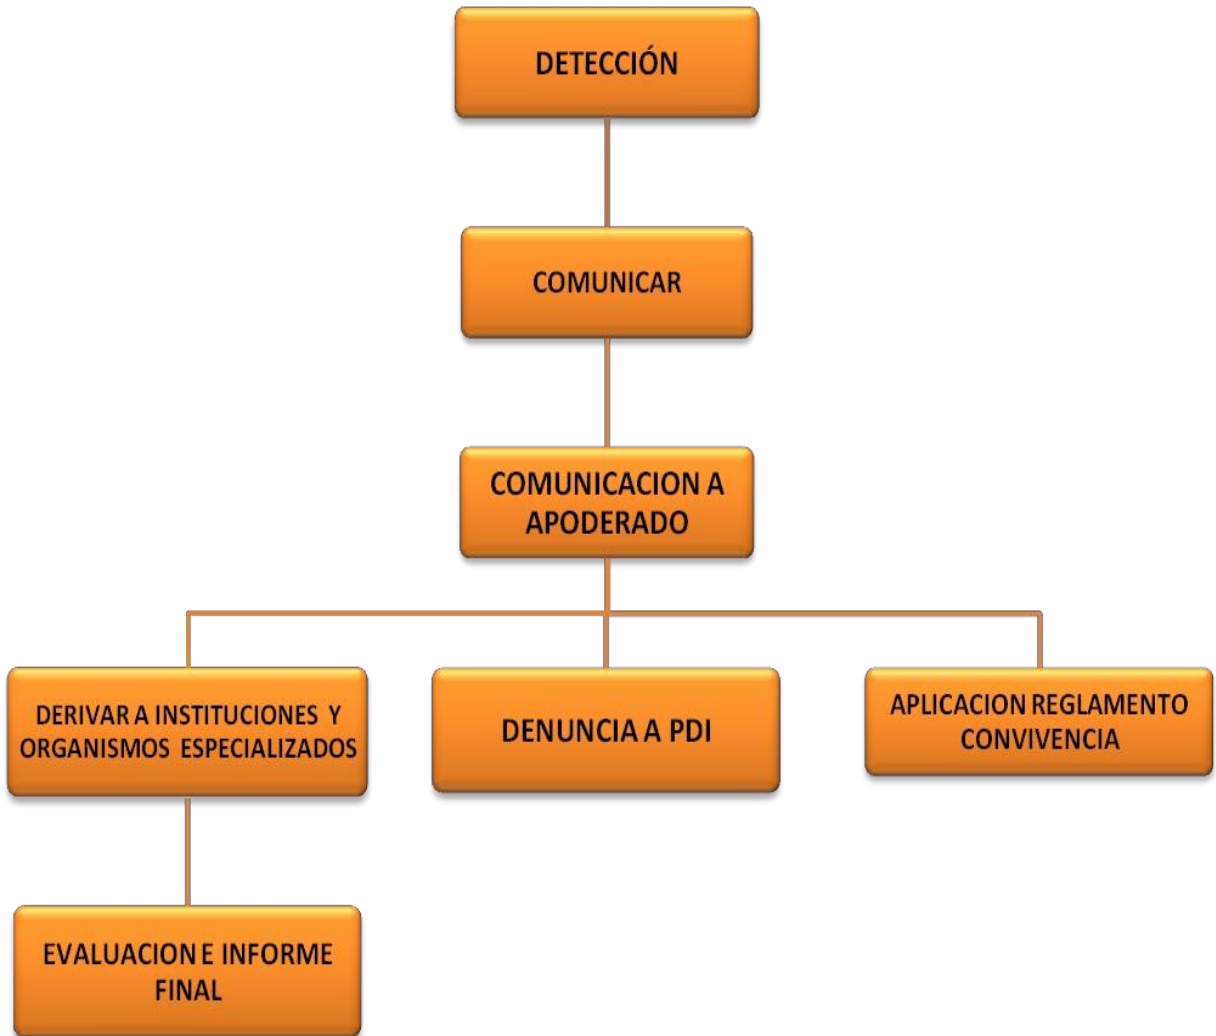 DETECCIÓN
COMUNICAR
COMUNICACION A
APODERADO
DERIVAR A INSTITUCIONES Y
ORGANISMOS ESPECIALIZADOS
DENUNCIA A PDI
APLICACION REGLAMENTO
CONVIVENCIA
EVALUACION E INFORME
FINAL